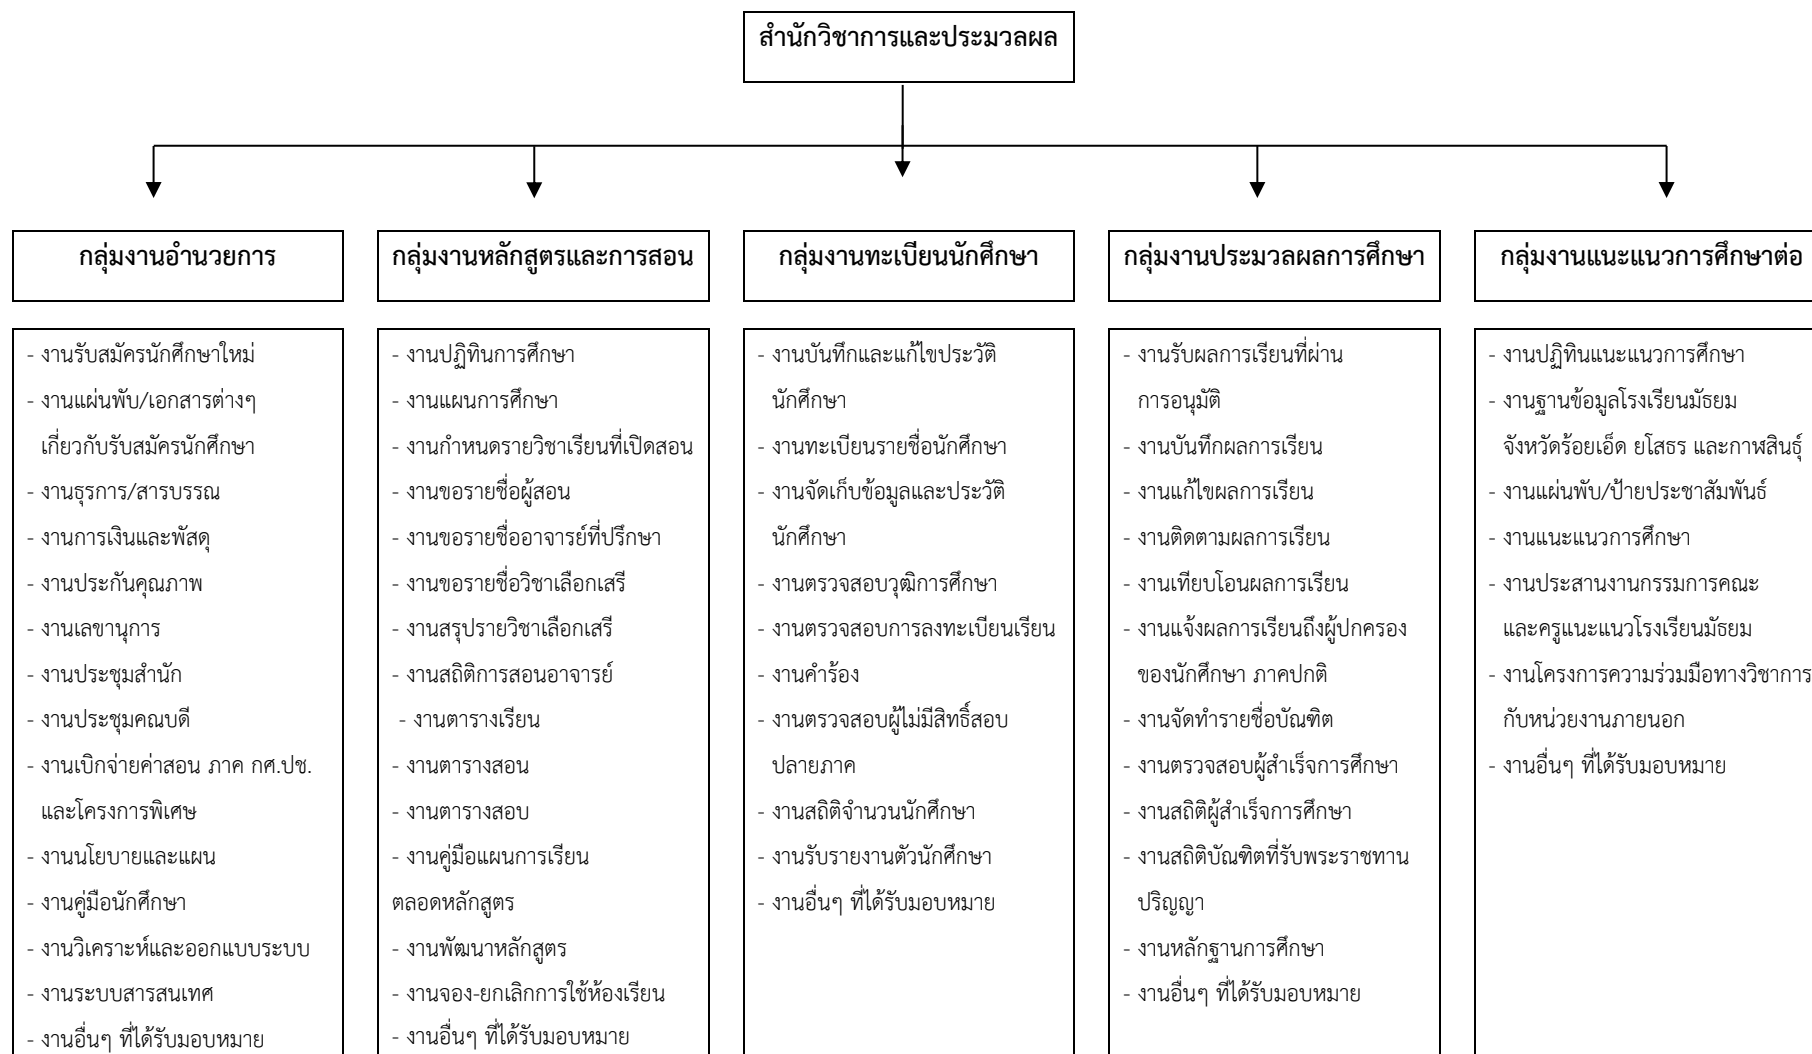 สำนักวิชาการและประมวลผล
กลุ่มงานอำนวยการ
- งานรับสมัครนักศึกษาใหม่
- งานแผ่นพับ/เอกสารต่างๆ
เกี่ยวกับรับสมัครนักศึกษา
- งานธุรการ/สารบรรณ
- งานการเงินและพัสดุ
- งานประกันคุณภาพ
- งานเลขานุการ
- งานประชุมสำนัก
- งานประชุมคณบดี
- งานเบิกจ่ายค่าสอน ภาค กศ.ปช.
และโครงการพิเศษ
- งานนโยบายและแผน
- งานคู่มือนักศึกษา
- งานวิเคราะห์และออกแบบระบบ
- งานระบบสารสนเทศ
- งานอื่นๆ ที่ได้รับมอบหมาย
กลุ่มงานหลักสูตรและการสอน
- งานปฏิทินการศึกษา
- งานแผนการศึกษา
- งานกำหนดรายวิชาเรียนที่เปิดสอน
- งานขอรายชื่อผู้สอน
- งานขอรายชื่ออาจารย์ที่ปรึกษา
- งานขอรายชื่อวิชาเลือกเสรี
- งานสรุปรายวิชาเลือกเสรี
- งานสถิติการสอนอาจารย์
- งานตารางเรียน
- งานตารางสอน
- งานตารางสอบ
- งานคู่มือแผนการเรียน
ตลอดหลักสูตร
- งานพัฒนาหลักสูตร
- งานจอง-ยกเลิกการใช้ห้องเรียน
- งานอื่นๆ ที่ได้รับมอบหมาย
กลุ่มงานทะเบียนนักศึกษา
- งานบันทึกและแก้ไขประวัติ
นักศึกษา
- งานทะเบียนรายชื่อนักศึกษา
- งานจัดเก็บข้อมูลและประวัติ
นักศึกษา
- งานตรวจสอบวุฒิการศึกษา
- งานตรวจสอบการลงทะเบียนเรียน
- งานคำร้อง
- งานตรวจสอบผู้ไม่มีสิทธิ์สอบ
ปลายภาค
- งานสถิติจำนวนนักศึกษา
- งานรับรายงานตัวนักศึกษา
- งานอื่นๆ ที่ได้รับมอบหมาย
กลุ่มงานประมวลผลการศึกษา
- งานรับผลการเรียนที่ผ่าน
การอนุมัติ
- งานบันทึกผลการเรียน
- งานแก้ไขผลการเรียน
- งานติดตามผลการเรียน
- งานเทียบโอนผลการเรียน
- งานแจ้งผลการเรียนถึงผู้ปกครอง
ของนักศึกษา ภาคปกติ
- งานจัดทำรายชื่อบัณฑิต
- งานตรวจสอบผู้สำเร็จการศึกษา
- งานสถิติผู้สำเร็จการศึกษา
- งานสถิติบัณฑิตที่รับพระราชทาน
ปริญญา
- งานหลักฐานการศึกษา
- งานอื่นๆ ที่ได้รับมอบหมาย
กลุ่มงานแนะแนวการศึกษาต่อ
- งานปฏิทินแนะแนวการศึกษา
- งานฐานข้อมูลโรงเรียนมัธยม
จังหวัดร้อยเอ็ด ยโสธร และกาฬสินธุ์
- งานแผ่นพับ/ป้ายประชาสัมพันธ์
- งานแนะแนวการศึกษา
- งานประสานงานกรรมการคณะ
และครูแนะแนวโรงเรียนมัธยม
- งานโครงการความร่วมมือทางวิชาการ
กับหน่วยงานภายนอก
- งานอื่นๆ ที่ได้รับมอบหมาย